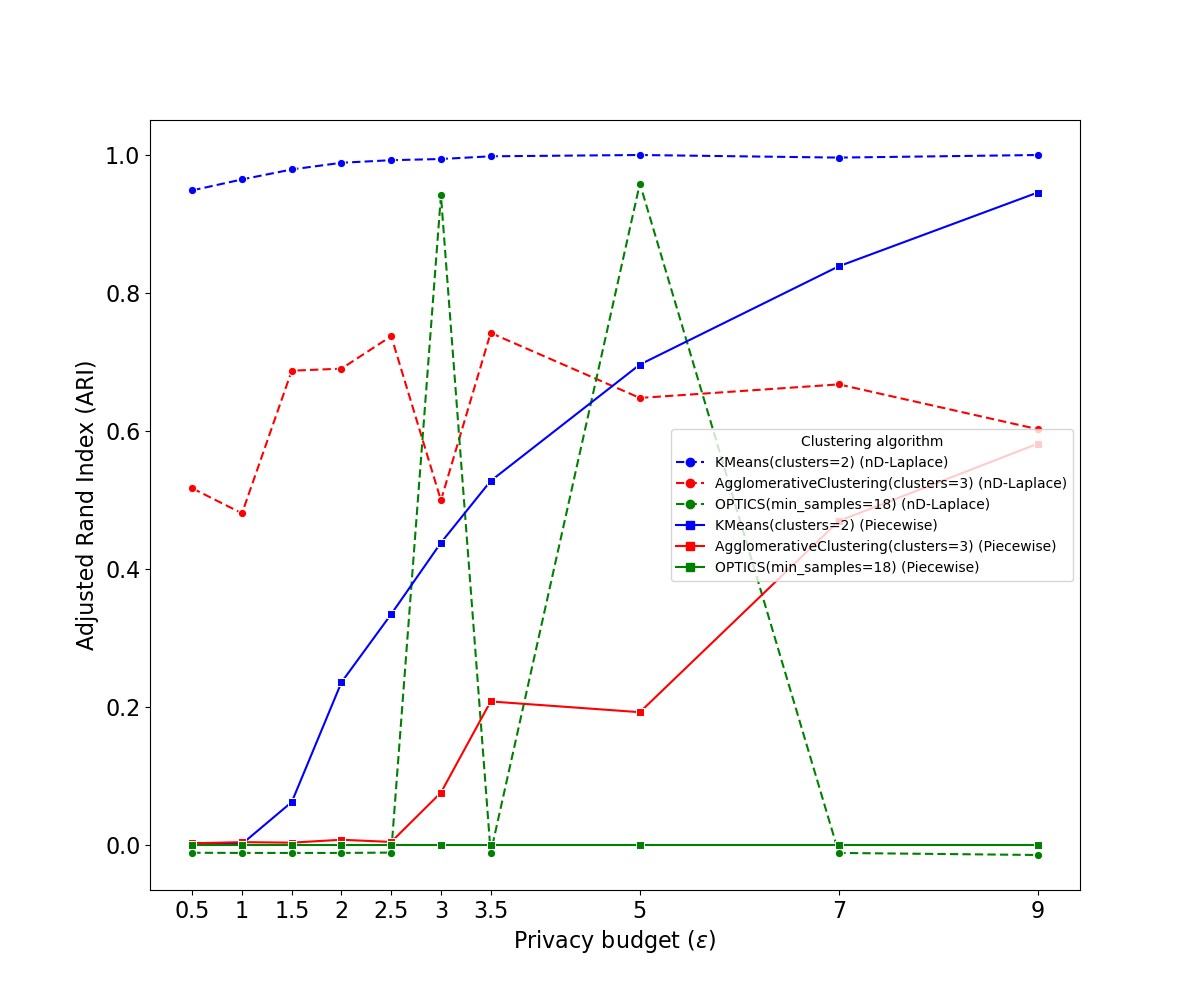 1.0
0.8
0.6
0.4
0.2
0.0
Adjusted Rand Index (ARI)
Clustering algorithm
KMeans(clusters=2) (nD-Laplace)
AgglomerativeClustering(clusters=3) (nD-Laplace)
OPTICS(min_samples=18) (nD-Laplace)
KMeans(clusters=2) (Piecewise)
AgglomerativeClustering(clusters=3) (Piecewise)
OPTICS(min_samples=18) (Piecewise)
0.5 1 1.5 2 2.5 3 3.5 5 7 9
Privacy budget (ε)